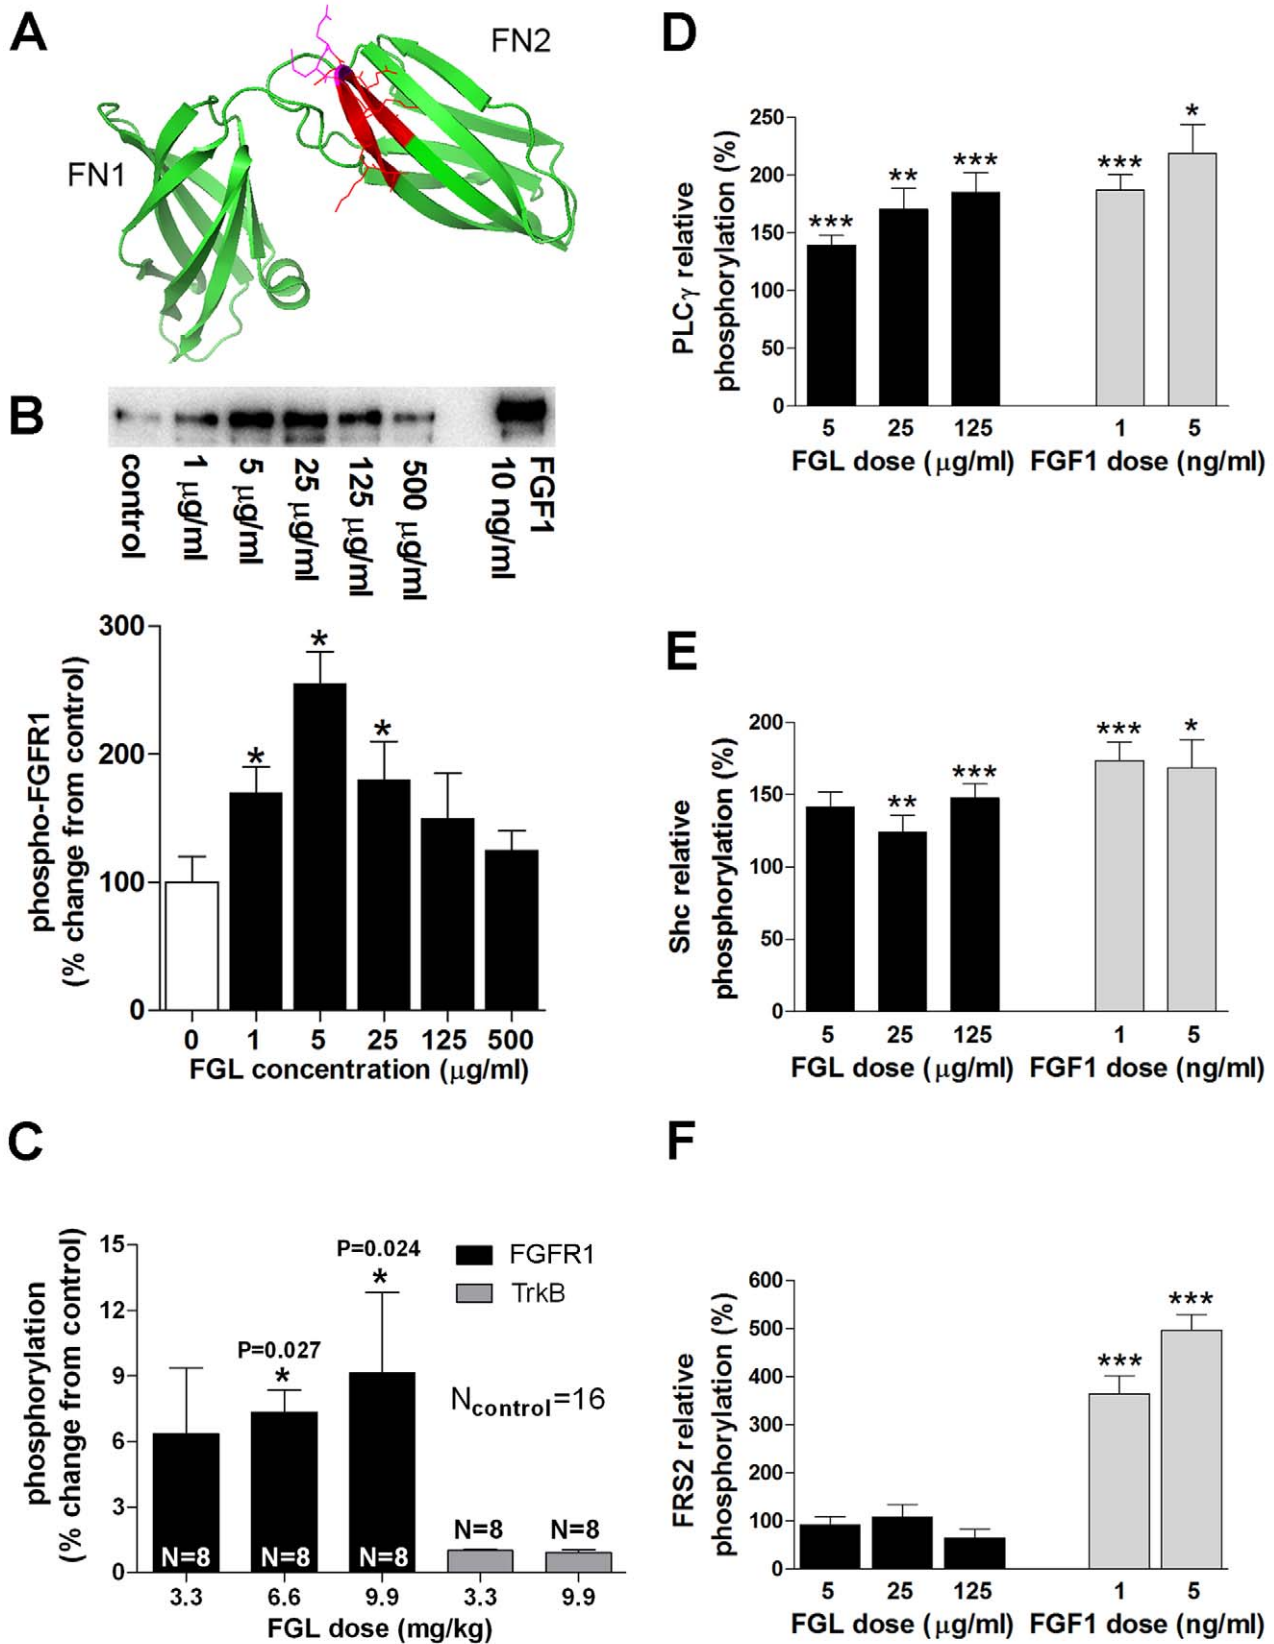 A
FN1
FN2
B
control
1 µg/ml
5 µg/ml
25 µg/ml
125 µg/ml
500 µg/ml
FGF1
10 ng/ml
phospho-FGFR1
(% change from control)
300
200
100
0
*
*
*
0 1 5 25 125 500
FGL concentration (µg/ml)
C
phosphorylation
(% change from control)
15
12
9
6
3
0
P=0.027
*
P=0.024
*
FGFR1
TrkB
Ncontrol=16
N=8 N=8 N=8 N=8 N=8
3.3 6.6 9.9 3.3 9.9
FGL dose (mg/kg)
D
PLCγ relative
phosphorylation (%)
250
200
150
100
50
0
*** ** *** *** *
5 25 125 1 5
FGL dose (µg/ml) FGF1 dose (ng/ml)
E
Shc relative
phosphorylation (%)
200
150
100
50
0
** *** *** *
5 25 125 1 5
FGL dose (µg/ml) FGF1 dose (ng/ml)
F
FRS2 relative
phosphorylation (%)
600
500
400
300
200
100
0
*** ***
5 25 125 1 5
FGL dose (µg/ml) FGF1 dose (ng/ml)